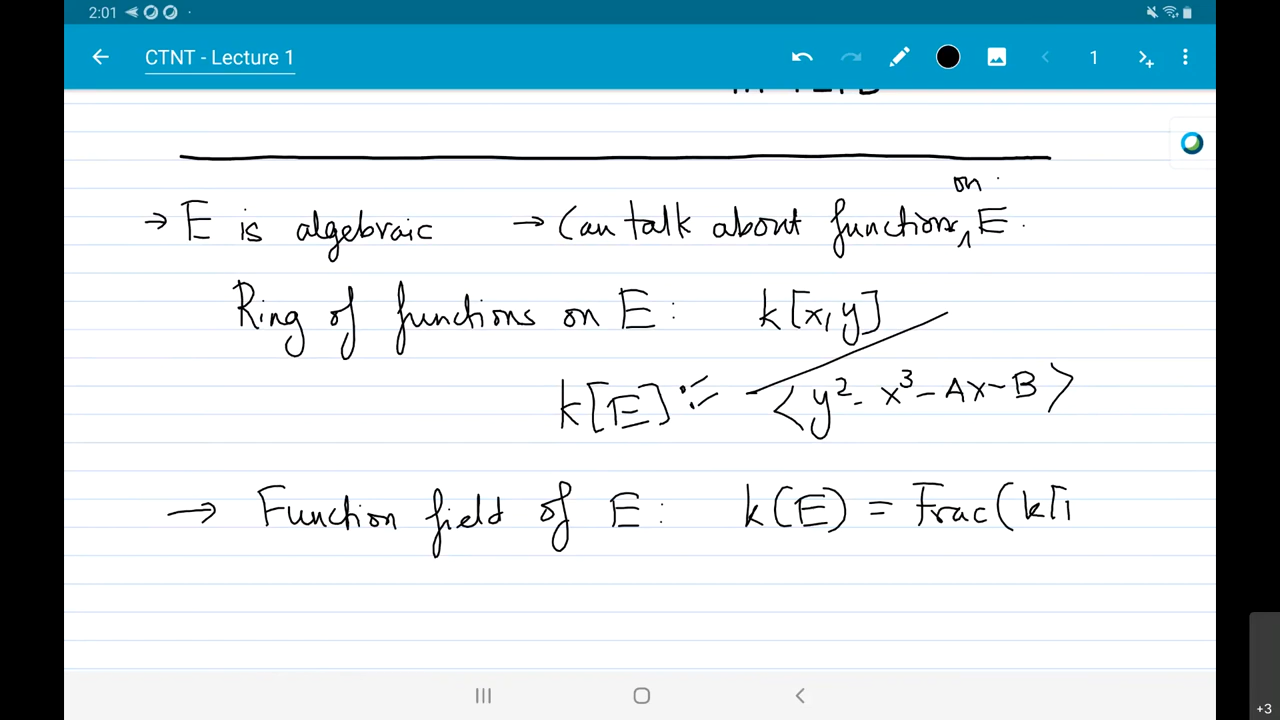 2:01
CTNT - Lecture 1
1
→ E is algebraic → Can talk about functions on E.
Ring of functions on E: k[x,y]
k[E] := <y² - x³ - Ax - B>
→ Function field of E: k(E) = Frac(k[
+3